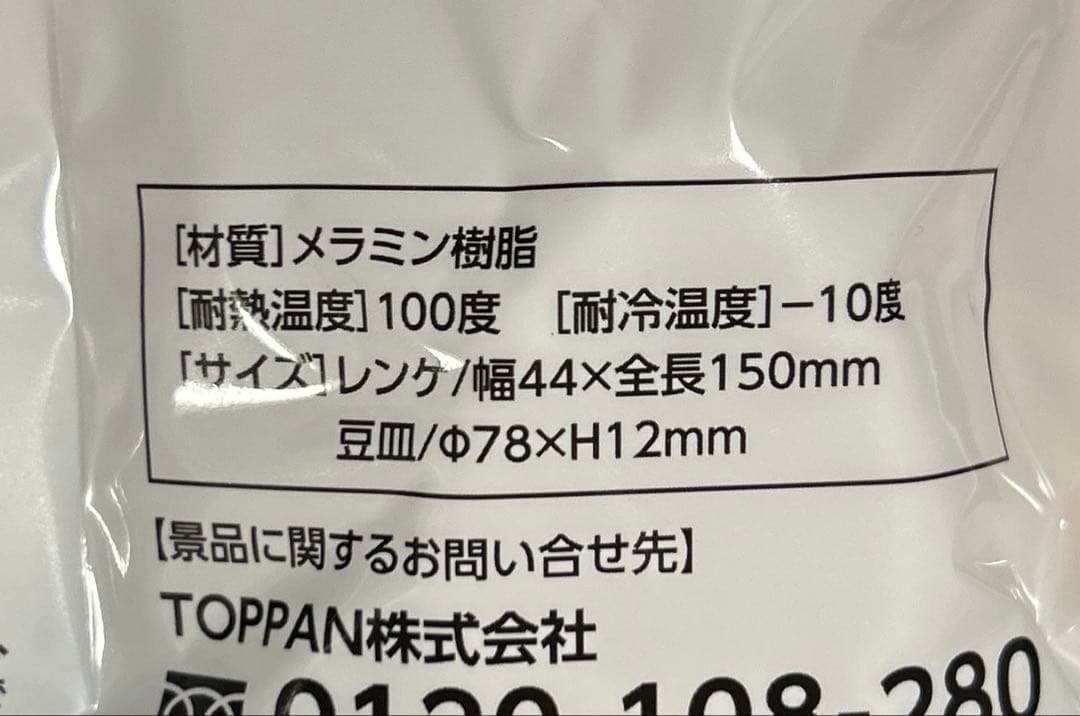 [材質]メラミン樹脂
[耐熱温度]100度　[耐冷温度]－10度
[サイズ]レンゲ/幅44×全長150mm
豆皿/Φ78×H12mm
【景品に関するお問い合せ先】
TOPPAN株式会社
0120-108-280